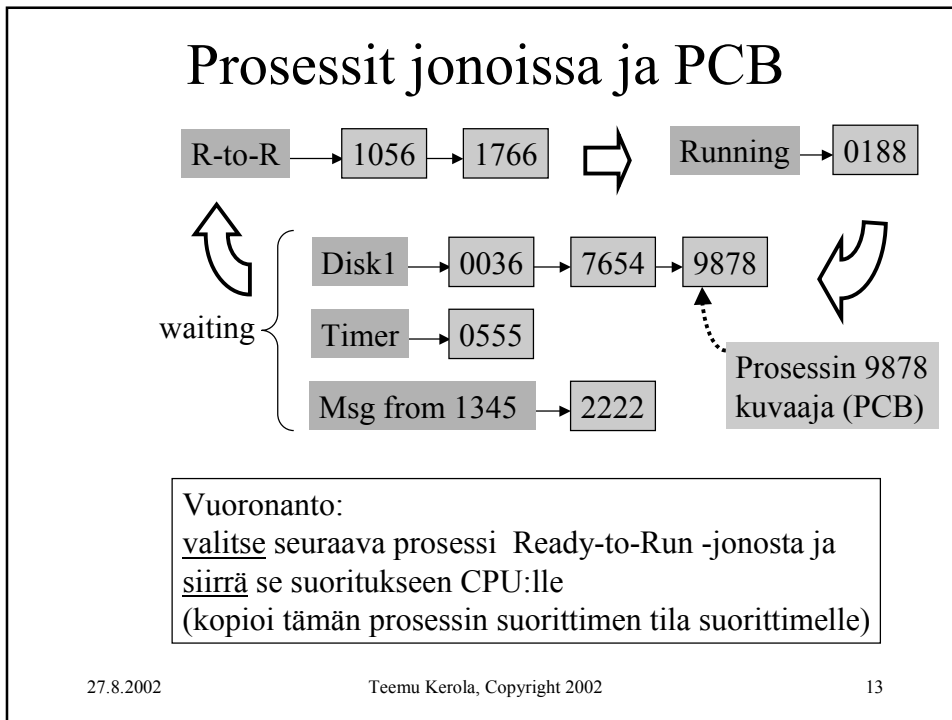 Prosessit jonoissa ja PCB
R-to-R 1056 1766 Running 0188
Disk1 0036 7654 9878
waiting
Timer 0555
Prosessin 9878
kuvaaja (PCB)
Msg from 1345 2222
Vuoronanto:
valitse seuraava prosessi Ready-to-Run -jonosta ja
siirrä se suoritukseen CPU:lle
(kopioi tämän prosessin suorittimen tila suorittimelle)
27.8.2002 Teemu Kerola, Copyright 2002 13